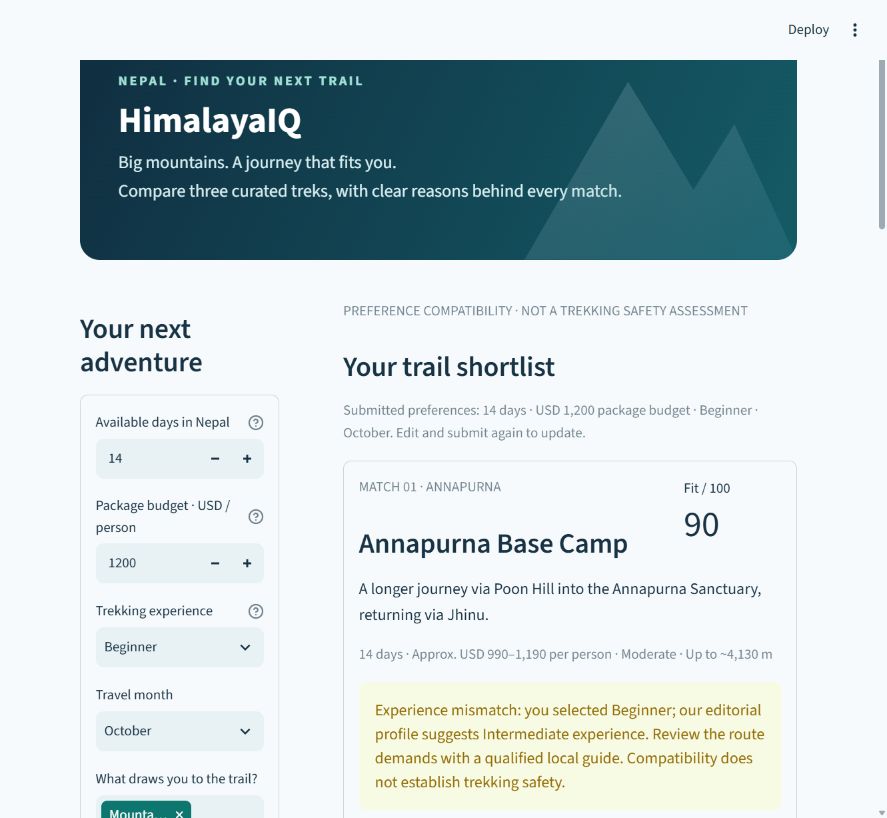 Deploy
NEPAL · FIND YOUR NEXT TRAIL
HimalayaIQ
Big mountains. A journey that fits you.
Compare three curated treks, with clear reasons behind every match.
Your next
adventure
Available days in Nepal
14
Package budget · USD /
person
1200
Trekking experience
Beginner
Travel month
October
What draws you to the trail?
Mounta...
PREFERENCE COMPATIBILITY · NOT A TREKKING SAFETY ASSESSMENT
Your trail shortlist
Submitted preferences: 14 days · USD 1,200 package budget · Beginner ·
October. Edit and submit again to update.
MATCH 01 · ANNAPURNA
Fit / 100
90
Annapurna Base Camp
A longer journey via Poon Hill into the Annapurna Sanctuary,
returning via Jhinu.
14 days · Approx. USD 990–1,190 per person · Moderate · Up to ~4,130 m
Experience mismatch: you selected Beginner; our editorial
profile suggests Intermediate experience. Review the route
demands with a qualified local guide. Compatibility does
not establish trekking safety.